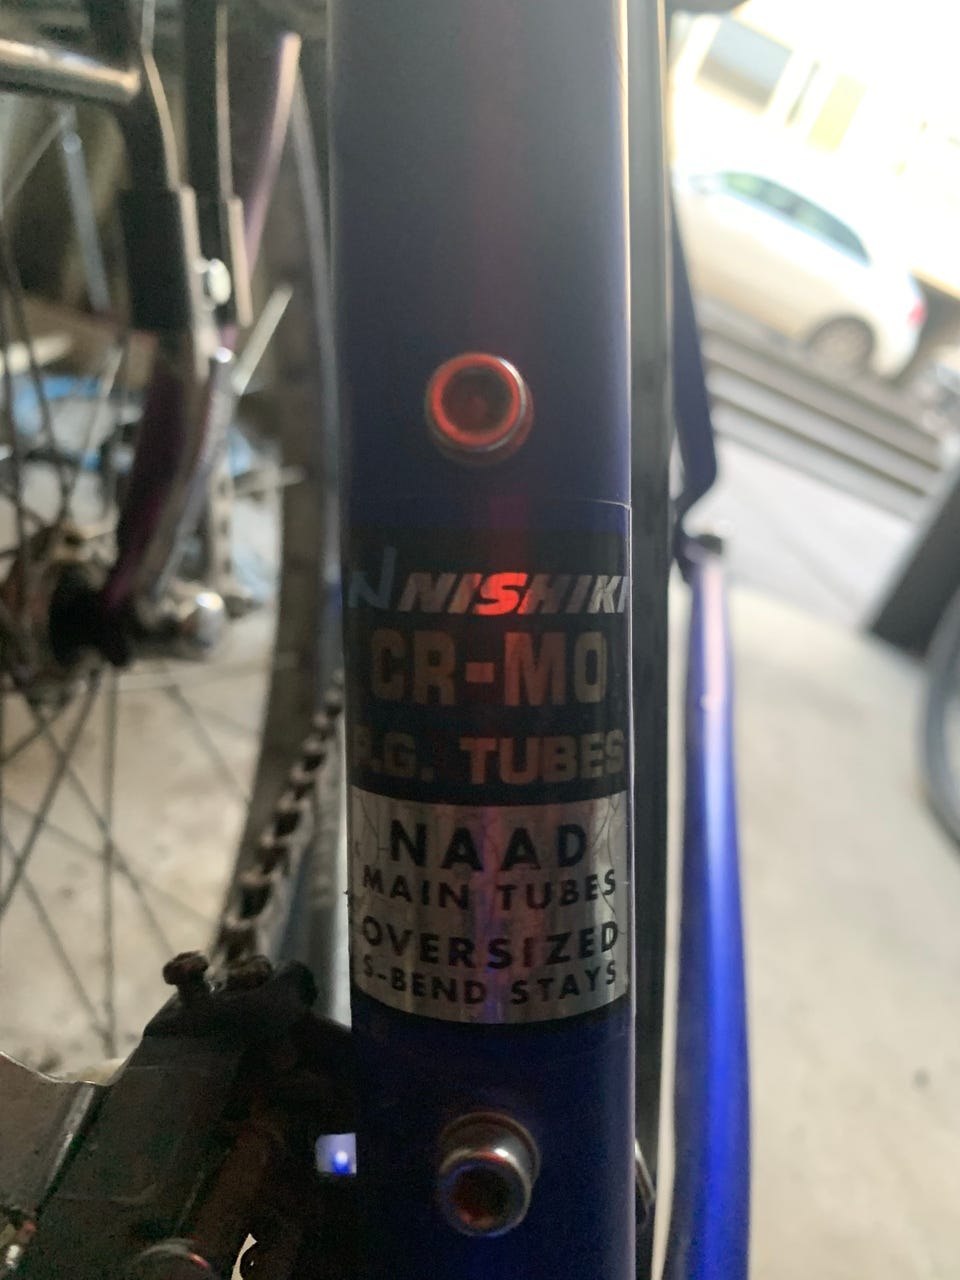 NISHIKI
CR-MO
.G. TUBES
NAAD
MAIN TUBES
OVERSIZED
S-BEND STAYS